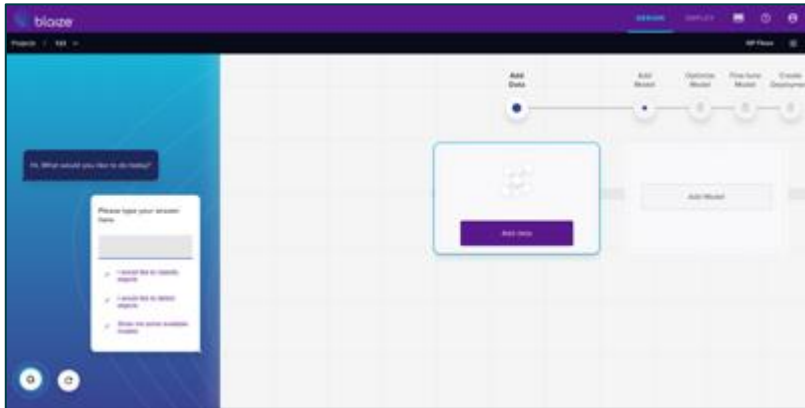 blaize
DESIGN
DEPLOY
Projects
Add
Data
Add
Model
Optimize
Model
Fine-tune
Model
Create
Deployment
Hi, What would you like to do today?
Please type your answer
here
I would like to classify
objects
I would like to detect
objects
Show me some available
models
Add data
Add Model